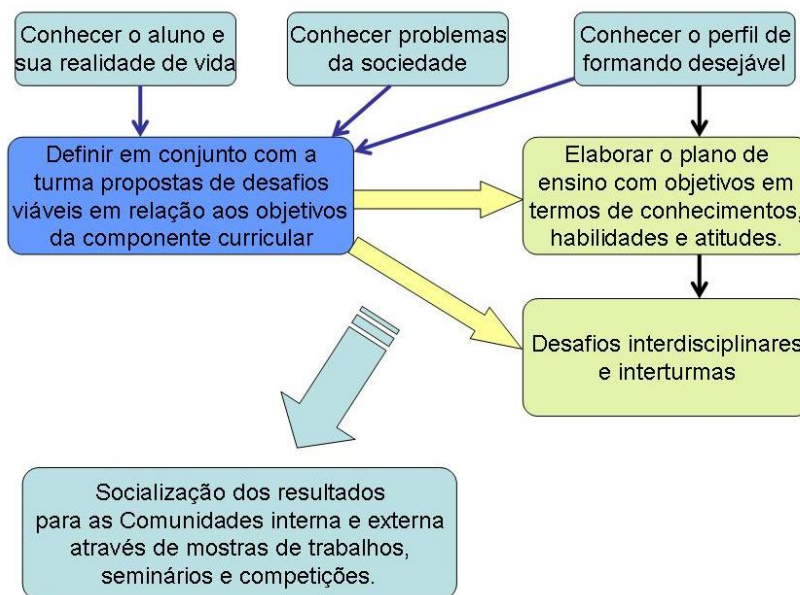 Conhecer o aluno e
sua realidade de vida
Conhecer problemas
da sociedade
Conhecer o perfil de
formando desejável
Definir em conjunto com a
turma propostas de desafios
viáveis em relação aos objetivos
da componente curricular
Elaborar o plano de
ensino com objetivos em
termos de conhecimentos,
habilidades e atitudes.
Desafios interdisciplinares
e interturmas
Socialização dos resultados
para as Comunidades interna e externa
através de mostras de trabalhos,
seminários e competições.